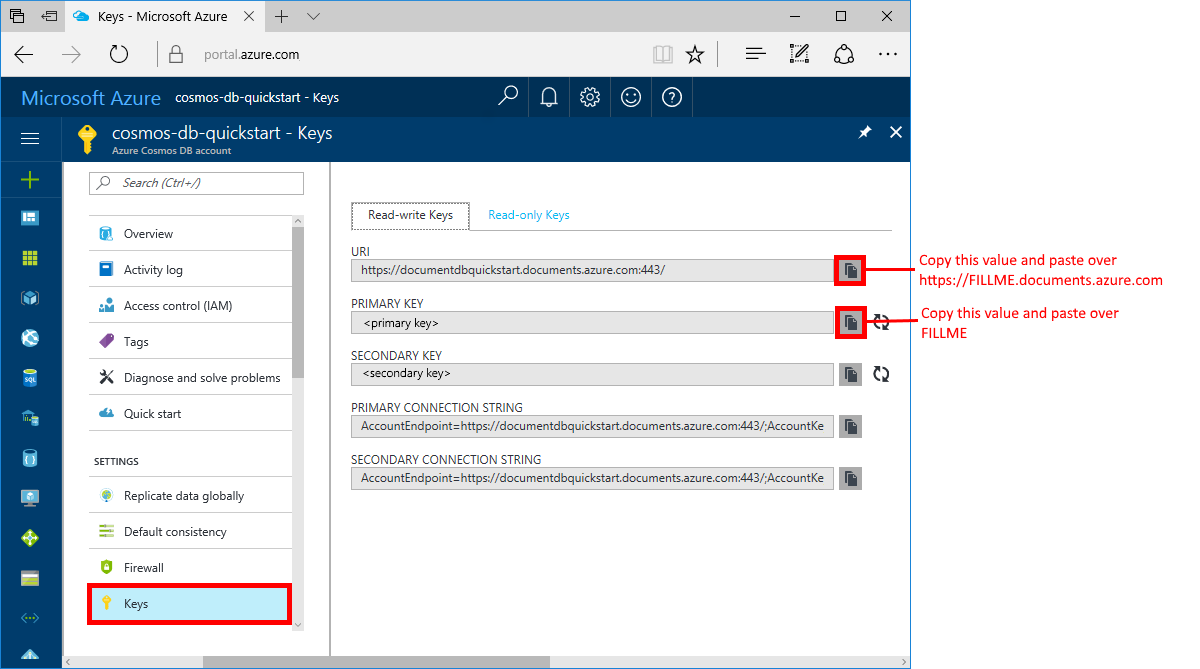 Keys - Microsoft Azure
portal.azure.com
Microsoft Azure cosmos-db-quickstart - Keys
cosmos-db-quickstart - Keys
Azure Cosmos DB account
Search (Ctrl+/)
Overview
Activity log
Access control (IAM)
Tags
Diagnose and solve problems
Quick start
SETTINGS
Replicate data globally
Default consistency
Firewall
Keys
SQL
Read-write Keys Read-only Keys
URI
https://documentdbquickstart.documents.azure.com:443/
PRIMARY KEY
<primary key>
SECONDARY KEY
<secondary key>
PRIMARY CONNECTION STRING
AccountEndpoint=https://documentdbquickstart.documents.azure.com:443/;AccountKe
SECONDARY CONNECTION STRING
AccountEndpoint=https://documentdbquickstart.documents.azure.com:443/;AccountKe
Copy this value and paste over
https://FILLME.documents.azure.com
Copy this value and paste over
FILLME